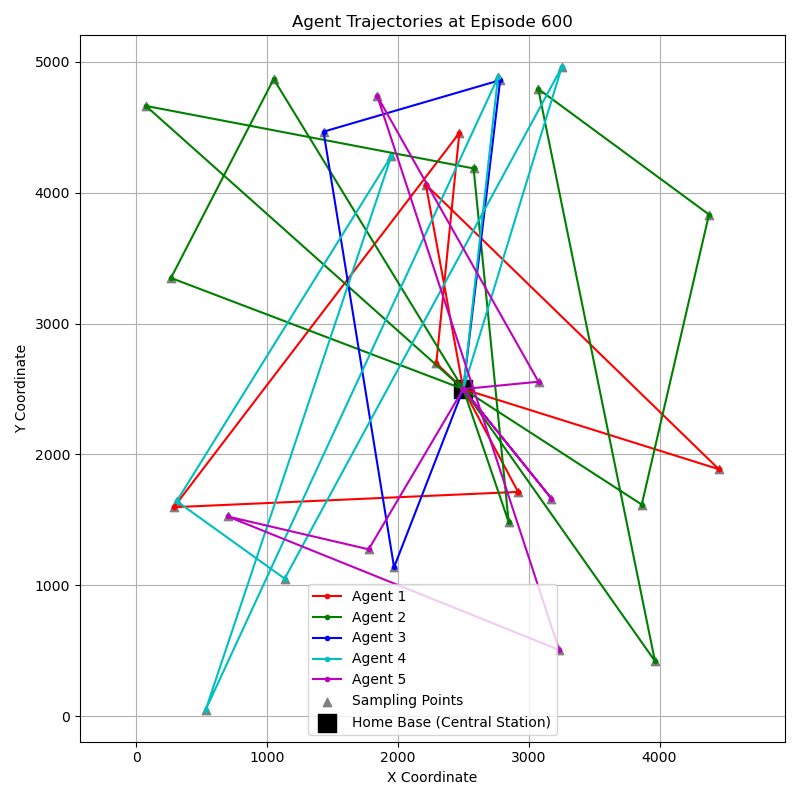 Agent Trajectories at Episode 600
5000
4000
3000
2000
1000
0
Y Coordinate
Agent 1
Agent 2
Agent 3
Agent 4
Agent 5
Sampling Points
Home Base (Central Station)
0 1000 2000 3000 4000
X Coordinate